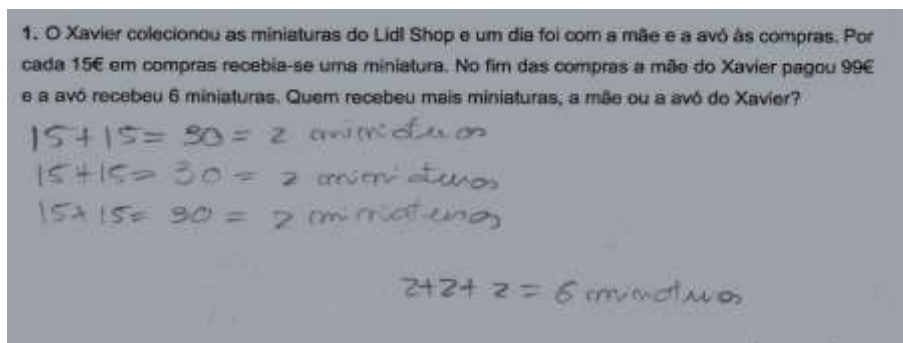 1. O Xavier colecionou as miniaturas do Lidl Shop e um dia foi com a mãe e a avó às compras. Por
cada 15€ em compras recebia-se uma miniatura. No fim das compras a mãe do Xavier pagou 99€
e a avó recebeu 6 miniaturas. Quem recebeu mais miniaturas, a mãe ou a avó do Xavier?
15+15= 30 = 2 miniaturas
15+15= 30 = 2 miniaturas
15+15= 30 = 2 miniaturas
2+2+2 = 6 miniaturas